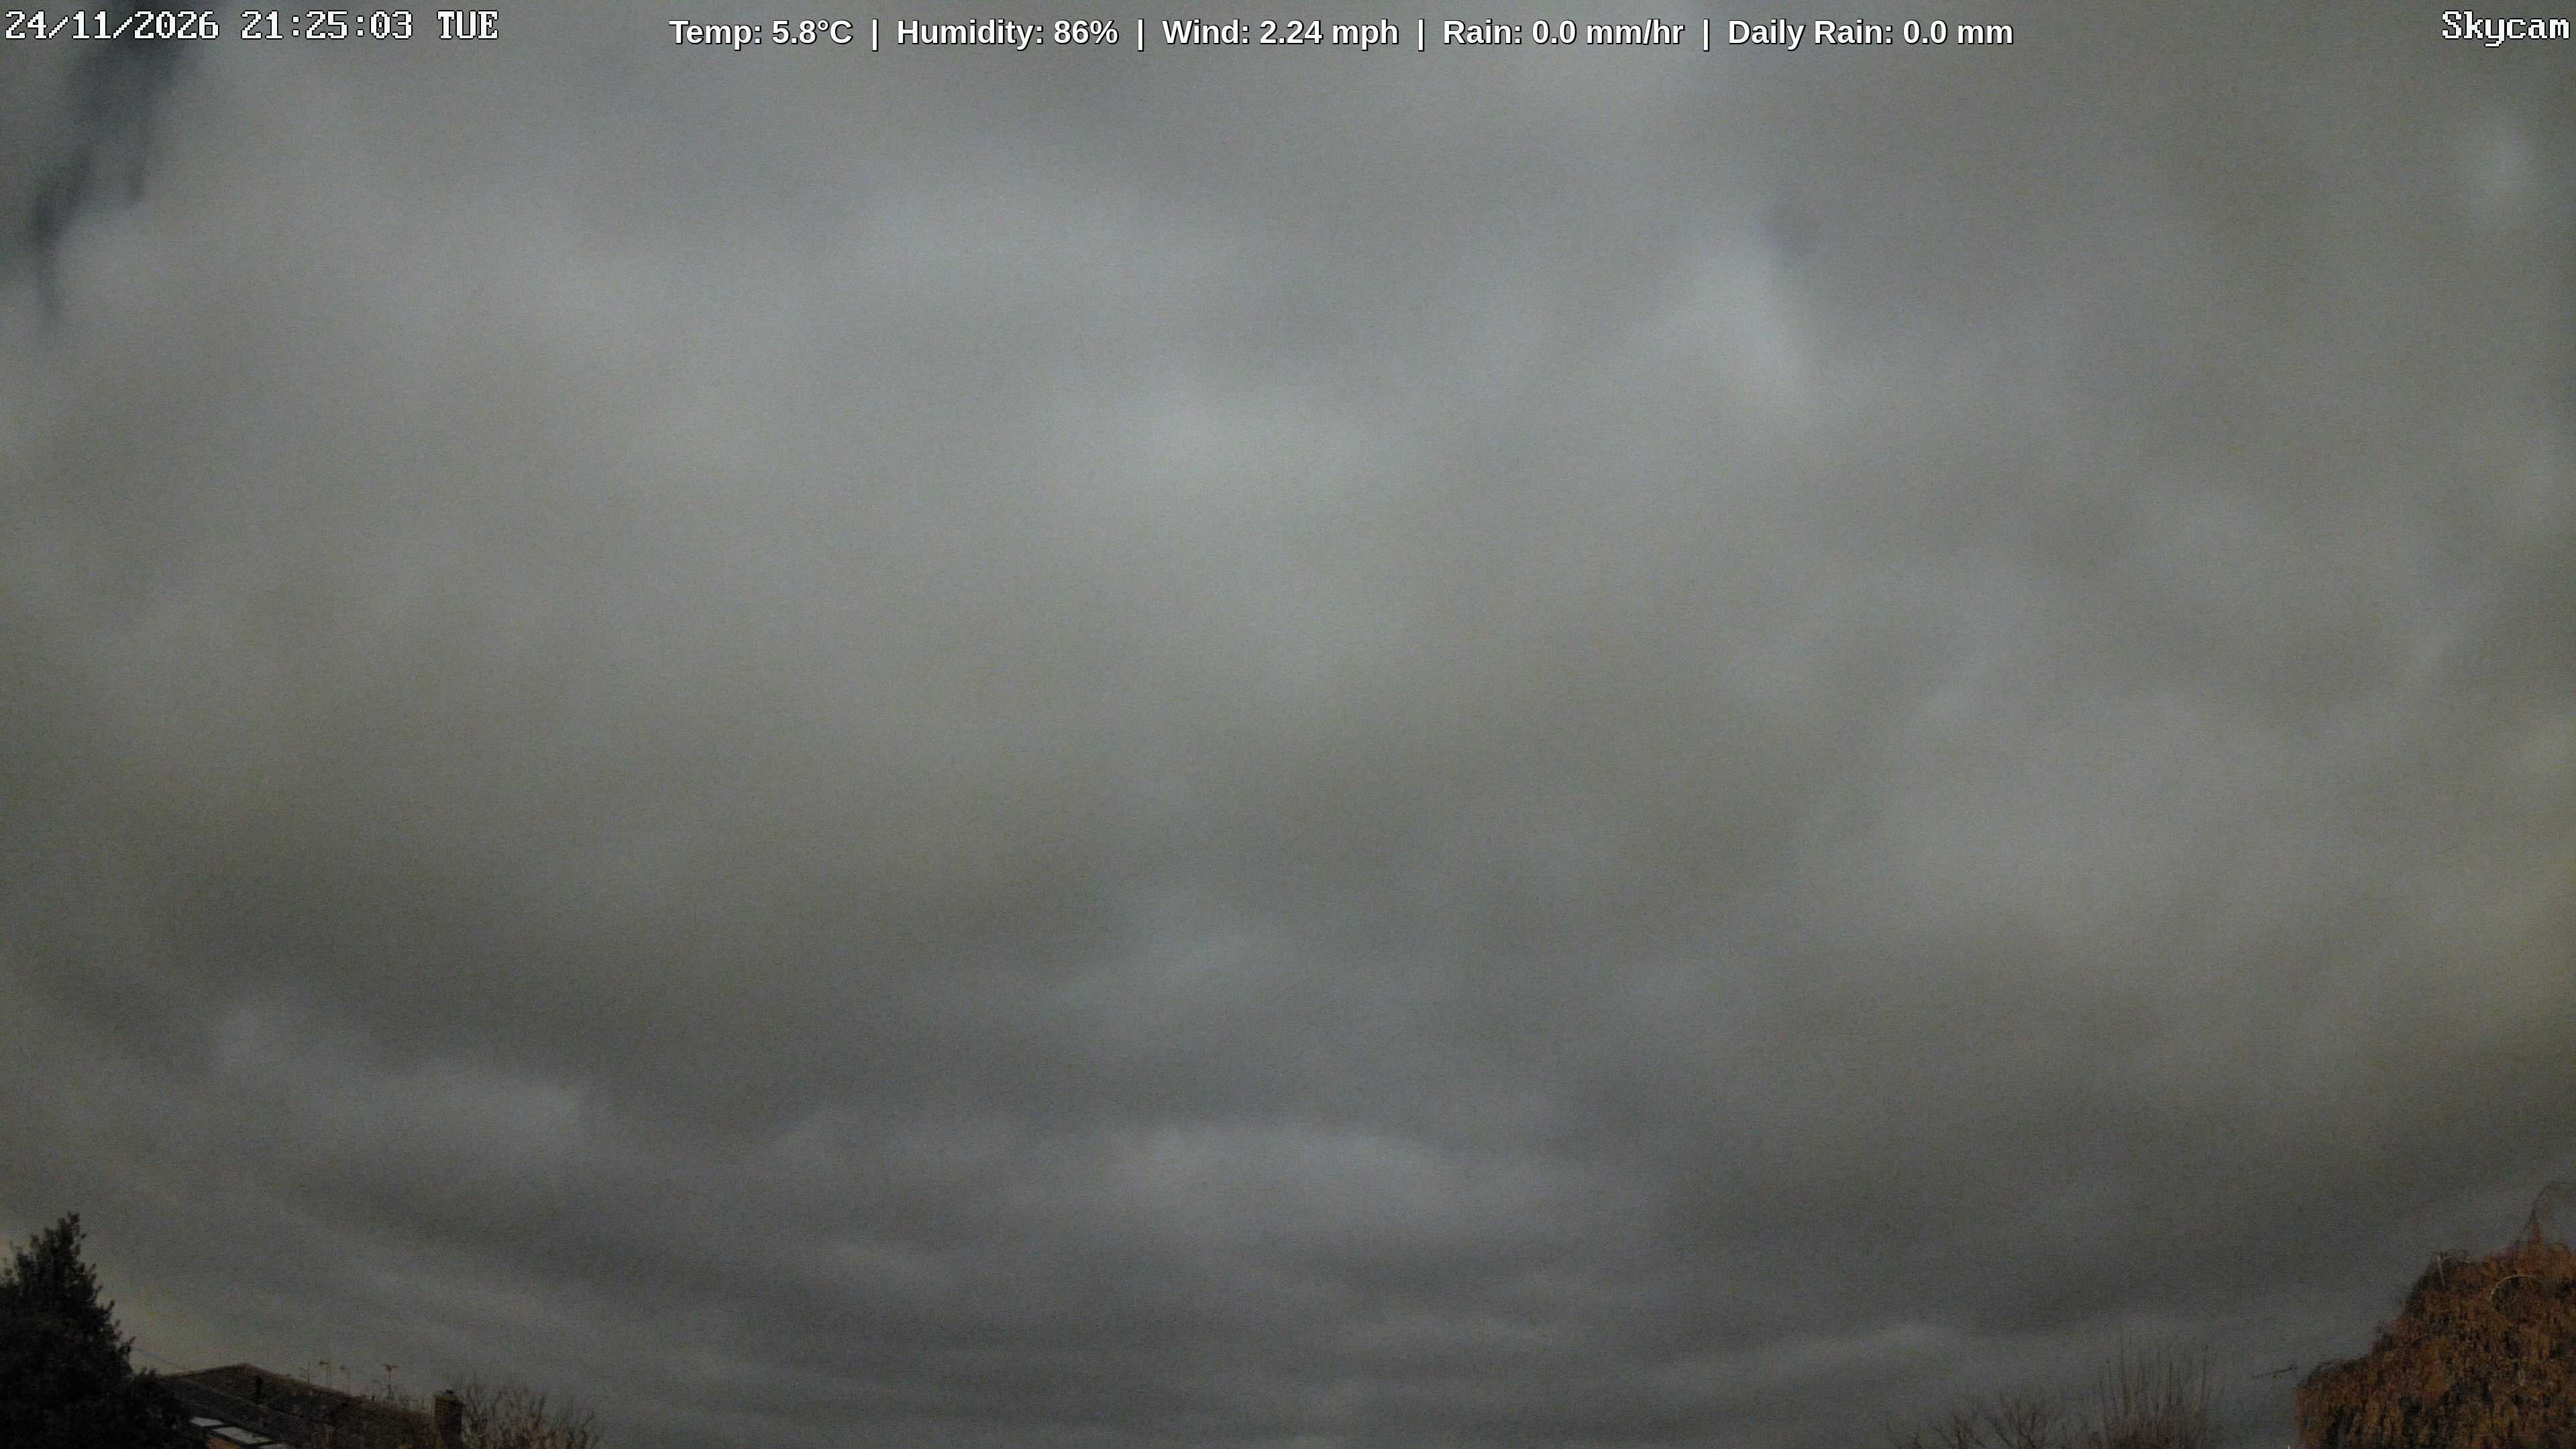 24/11/2026 21:25:03 TUE
Temp: 5.8°C | Humidity: 86% | Wind: 2.24 mph | Rain: 0.0 mm/hr | Daily Rain: 0.0 mm
Skycam